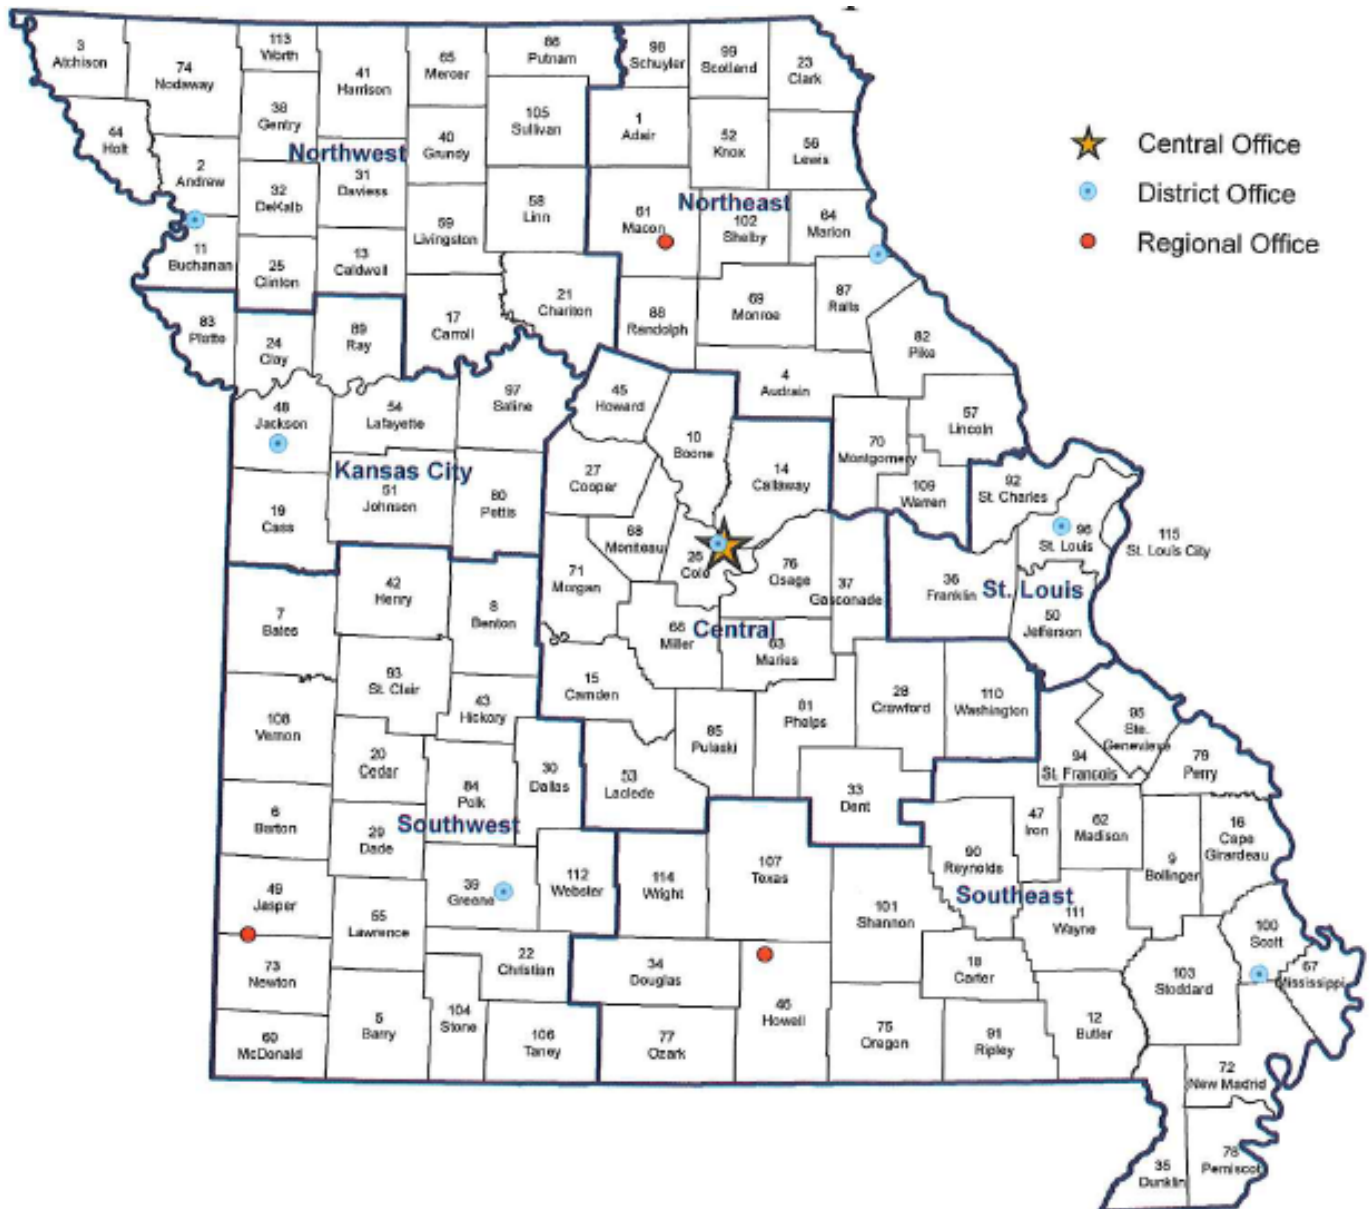 3
Atchison
74
Nodaway
113
Worth
41
Harrison
65
Mercer
86
Putnam
98
Schuyler
99
Scotland
23
Clark
44
Holt
38
Gentry
40
Grundy
105
Sullivan
1
Adair
52
Knox
56
Lewis
2
Andrew
Northwest
32
DeKalb
31
Daviess
59
Livingston
58
Linn
Northeast
61
Macon
102
Shelby
64
Marion
11
Buchanan
25
Clinton
13
Caldwell
17
Carroll
21
Chariton
88
Randolph
69
Monroe
87
Ralls
82
Pike
83
Platte
24
Clay
89
Ray
4
Audrain
48
Jackson
54
Lafayette
97
Saline
45
Howard
10
Boone
14
Callaway
70
Montgomery
57
Lincoln
109
Warren
Kansas City
19
Cass
51
Johnson
80
Pettis
27
Cooper
68
Moniteau
26
Cole
76
Osage
37
Gasconade
92
St. Charles
96
St. Louis
115
St. Louis City
36
Franklin
St. Louis
50
Jefferson
7
Bates
42
Henry
8
Benton
71
Morgan
66
Miller
Central
63
Maries
93
St. Clair
43
Hickory
15
Camden
85
Pulaski
81
Phelps
28
Crawford
110
Washington
95
Ste.
Genevieve
94
St. Francois
79
Perry
108
Vernon
20
Cedar
84
Polk
30
Dallas
53
Laclede
33
Dent
6
Barton
29
Dade
Southwest
47
Iron
62
Madison
9
Bollinger
16
Cape
Girardeau
90
Reynolds
Southeast
49
Jasper
55
Lawrence
39
Greene
112
Webster
114
Wright
107
Texas
101
Shannon
111
Wayne
100
Scott
67
Mississippi
73
Newton
22
Christian
34
Douglas
46
Howell
18
Carter
103
Stoddard
60
McDonald
5
Barry
104
Stone
106
Taney
77
Ozark
75
Oregon
91
Ripley
12
Butler
72
New Madrid
35
Dunklin
78
Pemiscot
Central Office
District Office
Regional Office